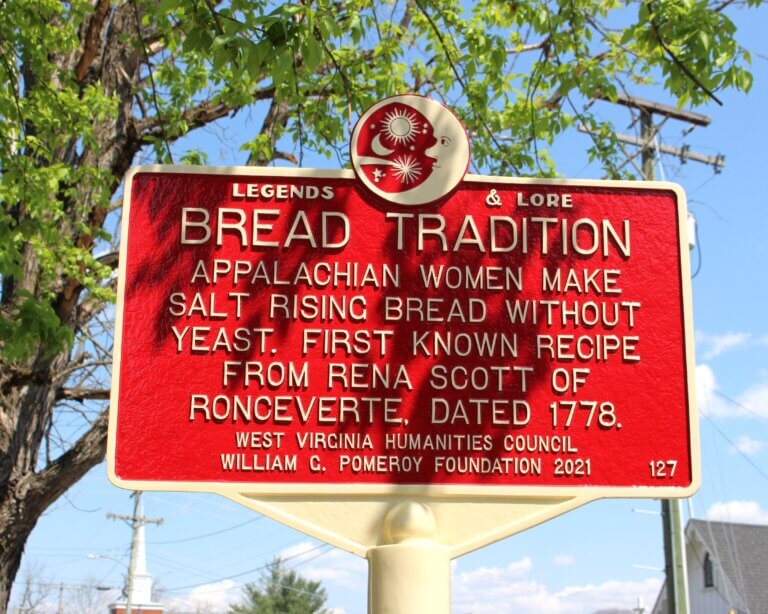 LEGENDS & LORE
BREAD TRADITION
APPALACHIAN WOMEN MAKE
SALT RISING BREAD WITHOUT
YEAST. FIRST KNOWN RECIPE
FROM RENA SCOTT OF
RONCEVERTE, DATED 1778.
WEST VIRGINIA HUMANITIES COUNCIL
WILLIAM G. POMEROY FOUNDATION 2021 127